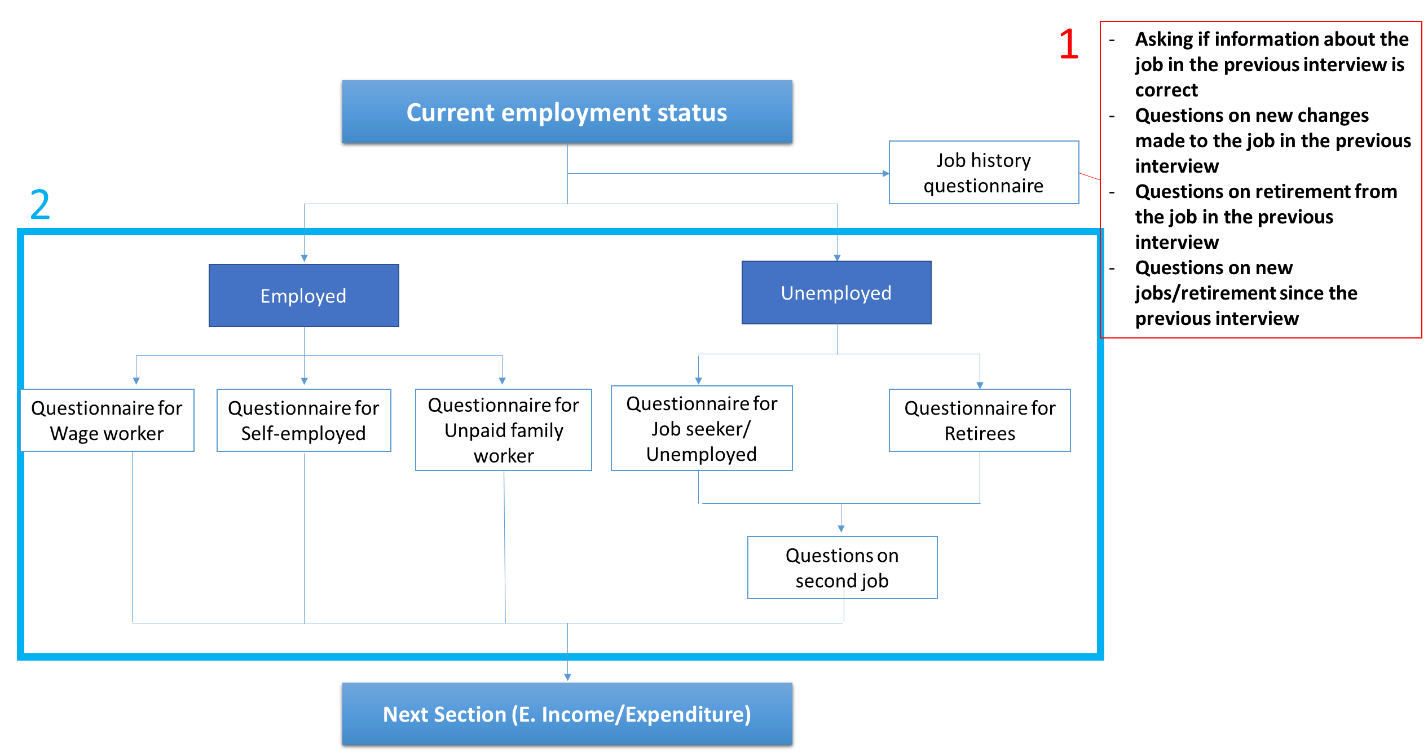 1
- Asking if information about the
job in the previous interview is
correct
- Questions on new changes
made to the job in the previous
interview
- Questions on retirement from
the job in the previous
interview
- Questions on new
jobs/retirement since the
previous interview
Current employment status
Job history
questionnaire
2
Employed
Unemployed
Questionnaire for
Wage worker
Questionnaire for
Self-employed
Questionnaire for
Unpaid family
worker
Questionnaire for
Job seeker/
Unemployed
Questionnaire for
Retirees
Questions on
second job
Next Section (E. Income/Expenditure)